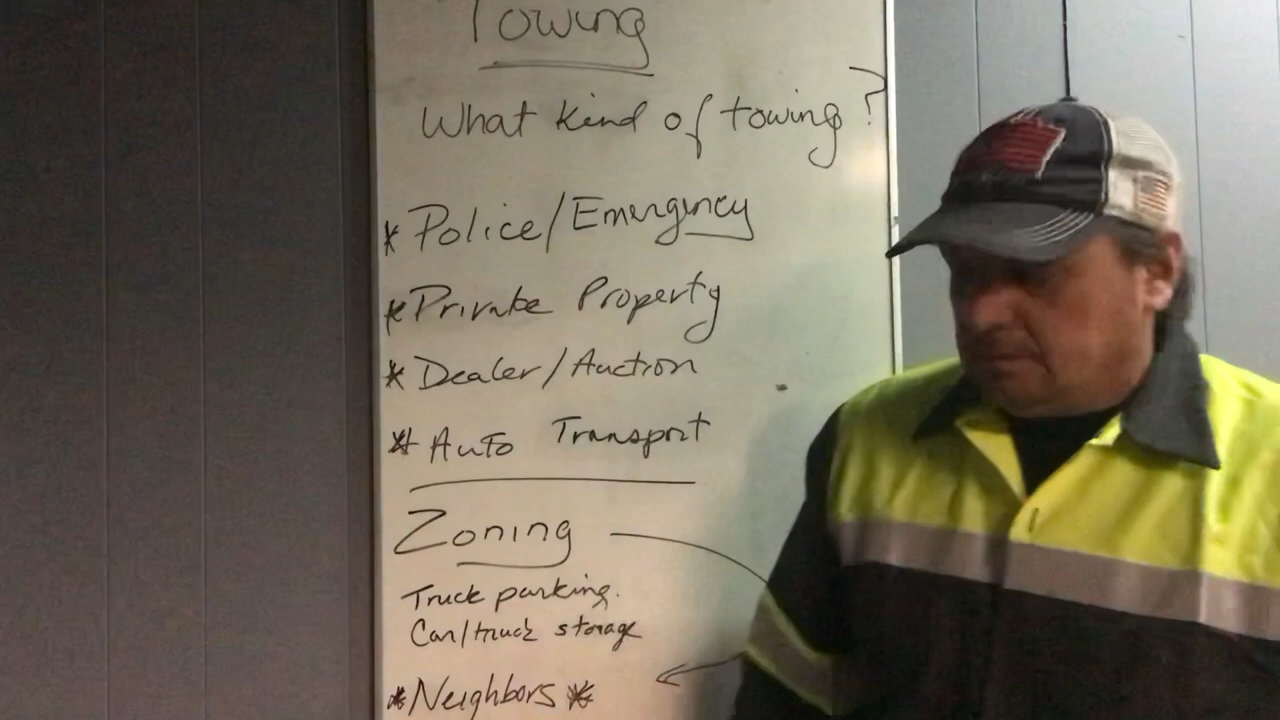 Towing
What kind of towing?
* Police/Emergency
* Private Property
* Dealer/Auction
* Auto Transport
Zoning
Truck parking.
Car/truck storage
*Neighbors*